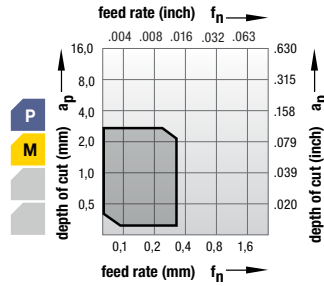 feed rate (inch) fn
.004 .008 .016 .032 .063
16,0 .630
8,0 .315
4,0 .158
2,0 .079
1,0 .039
0,5 .020
ap
depth of cut (mm)
an
depth of cut (inch)
P
M
0,1 0,2 0,4 0,8 1,6
feed rate (mm) fn